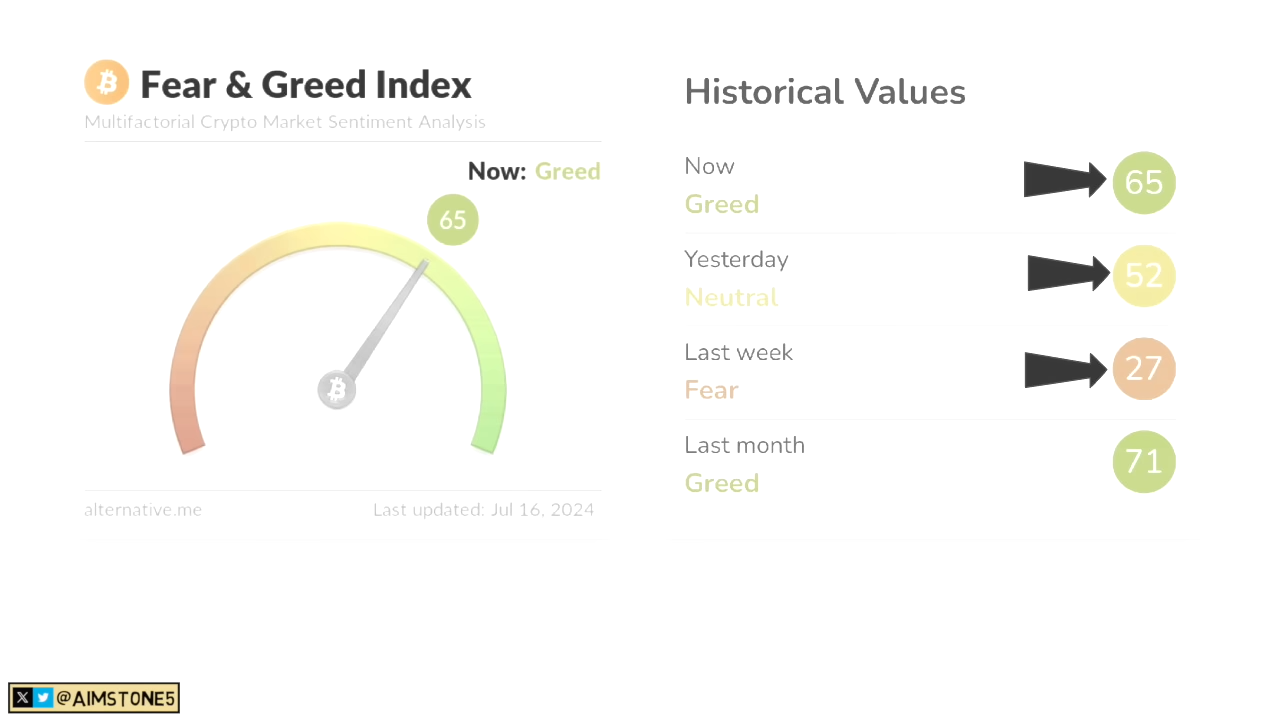 Fear & Greed Index
Multifactorial Crypto Market Sentiment Analysis
Now: Greed
65
alternative.me
Last updated: Jul 16, 2024
Historical Values
Now
Greed
65
Yesterday
Neutral
52
Last week
Fear
27
Last month
Greed
71
@AIMSTONE5